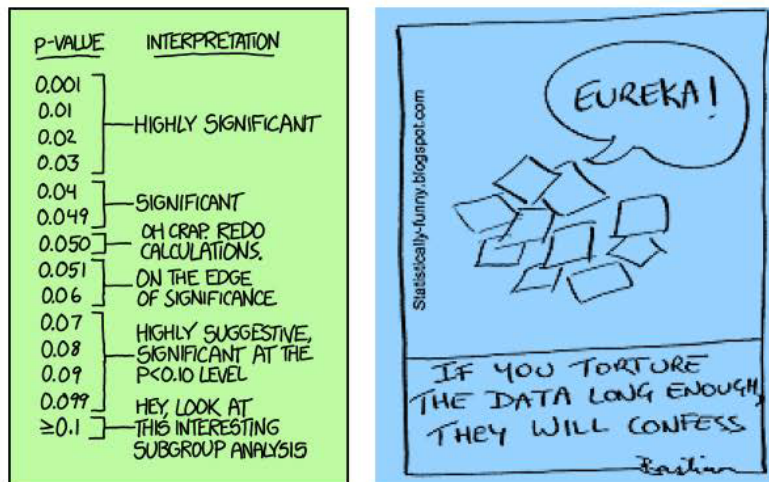 P-VALUE INTERPRETATION
0.001
0.01
0.02
0.03
HIGHLY SIGNIFICANT
0.04
0.049
SIGNIFICANT
0.050
OH CRAP. REDO
CALCULATIONS.
0.051
0.06
ON THE EDGE
OF SIGNIFICANCE
0.07
0.08
0.09
0.099
HIGHLY SUGGESTIVE,
SIGNIFICANT AT THE
P<0.10 LEVEL
≥0.1
HEY, LOOK AT
THIS INTERESTING
SUBGROUP ANALYSIS
Statistically-funny.blogspot.com
EUREKA!
IF YOU TORTURE
THE DATA LONG ENOUGH,
THEY WILL CONFESS
Bastian